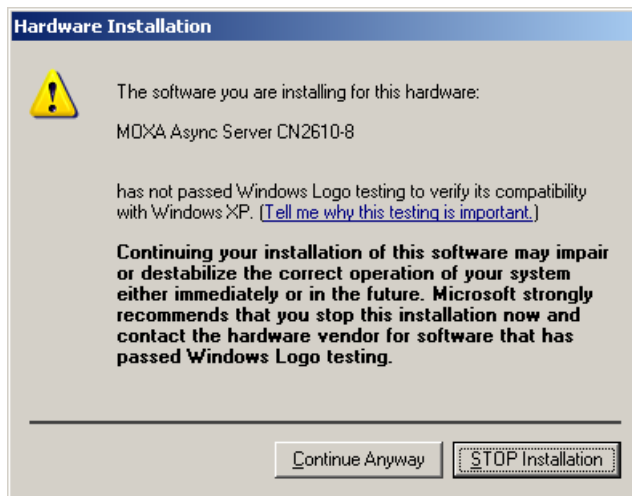 Hardware Installation
The software you are installing for this hardware:
MOXA Async Server CN2610-8
has not passed Windows Logo testing to verify its compatibility
with Windows XP. (Tell me why this testing is important.)
Continuing your installation of this software may impair
or destabilize the correct operation of your system
either immediately or in the future. Microsoft strongly
recommends that you stop this installation now and
contact the hardware vendor for software that has
passed Windows Logo testing.
Continue Anyway
STOP Installation